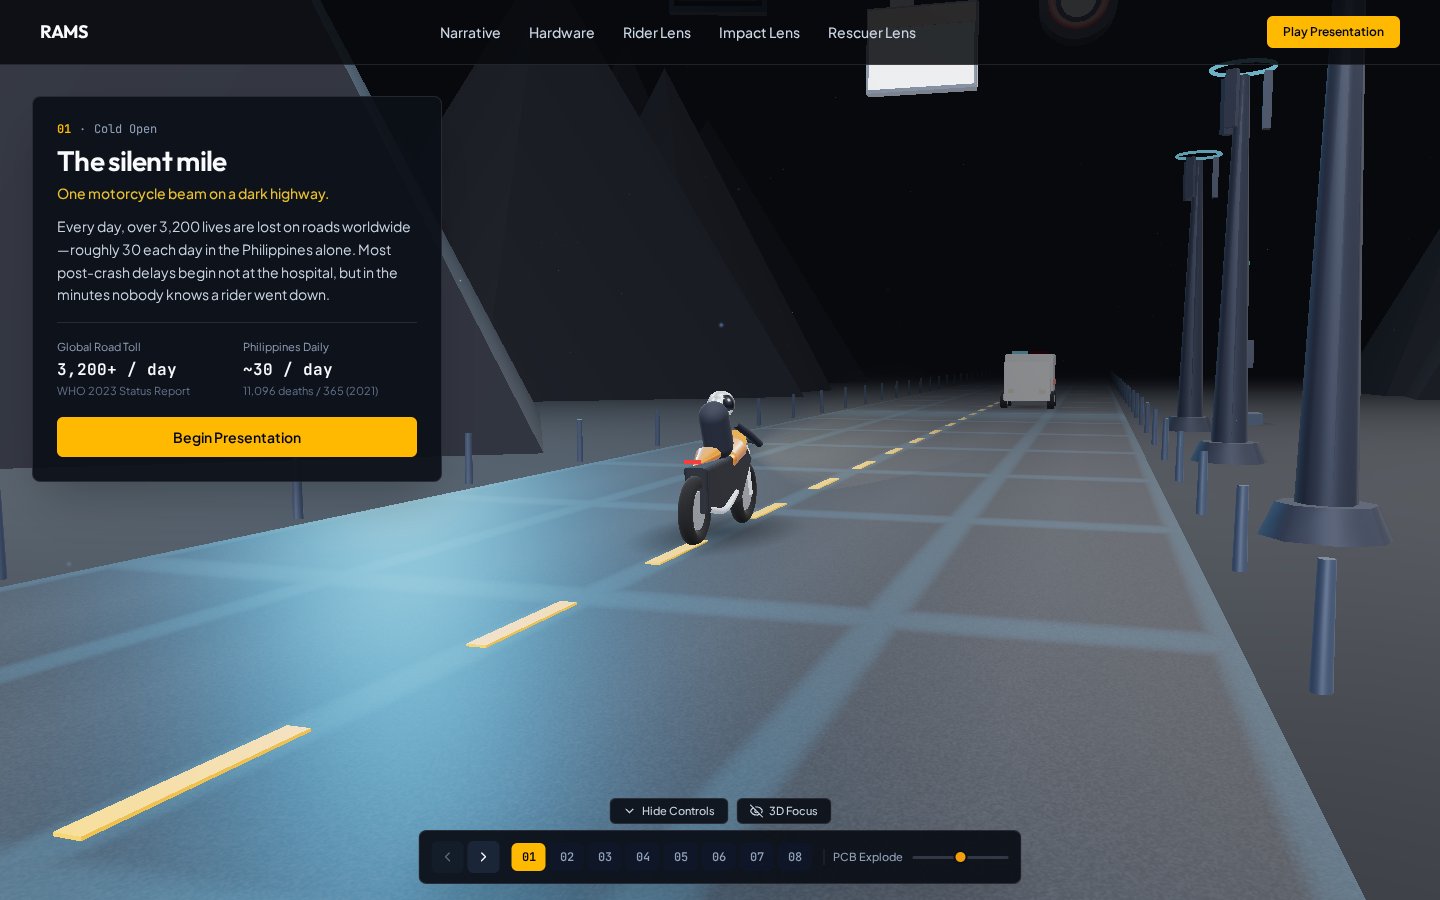 RAMS
Narrative Hardware Rider Lens Impact Lens Rescuer Lens
Play Presentation
01 · Cold Open
The silent mile
One motorcycle beam on a dark highway.
Every day, over 3,200 lives are lost on roads worldwide
—roughly 30 each day in the Philippines alone. Most
post-crash delays begin not at the hospital, but in the
minutes nobody knows a rider went down.
Global Road Toll
3,200+ / day
WHO 2023 Status Report
Philippines Daily
~30 / day
11,096 deaths / 365 (2021)
Begin Presentation
Hide Controls
3D Focus
01 02 03 04 05 06 07 08 PCB Explode